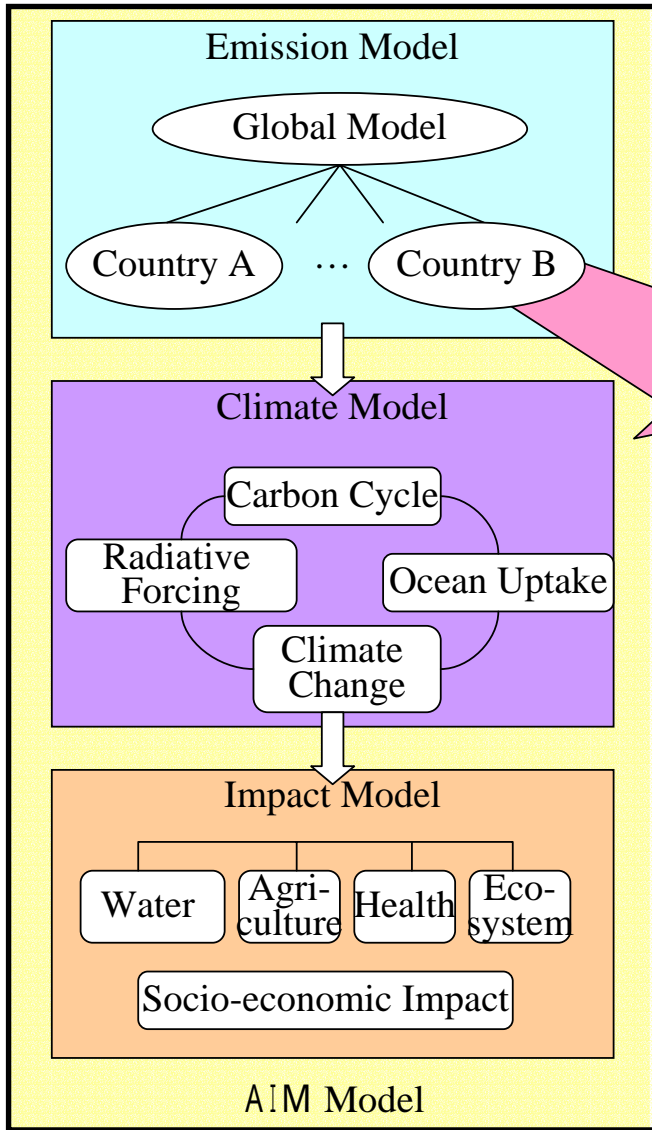 Emission Model
Global Model
Country A
...
Country B
Climate Model
Carbon Cycle
Radiative
Forcing
Ocean Uptake
Climate
Change
Impact Model
Water
Agri-
culture
Health
Eco-
system
Socio-economic Impact
AIM Model